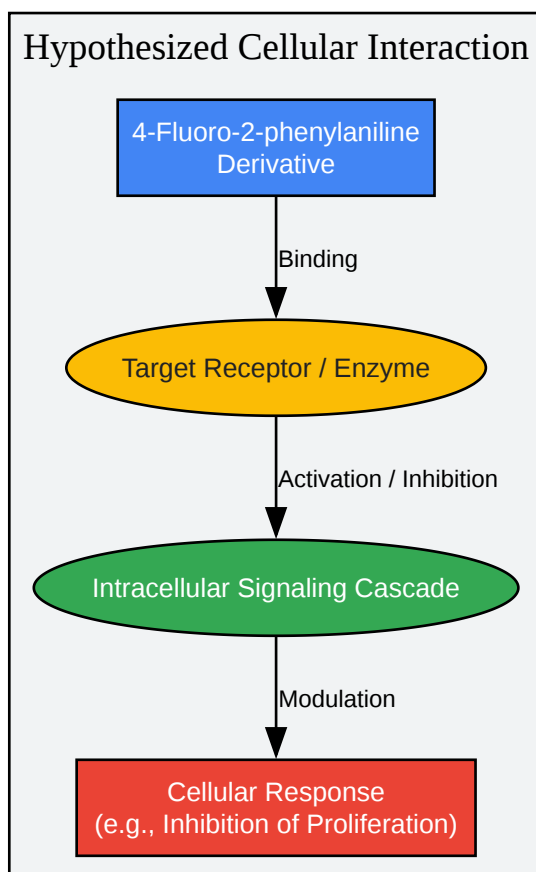 Hypothesized Cellular Interaction
4-Fluoro-2-phenylaniline
Derivative
Binding
Target Receptor / Enzyme
Activation / Inhibition
Intracellular Signaling Cascade
Modulation
Cellular Response
(e.g., Inhibition of Proliferation)